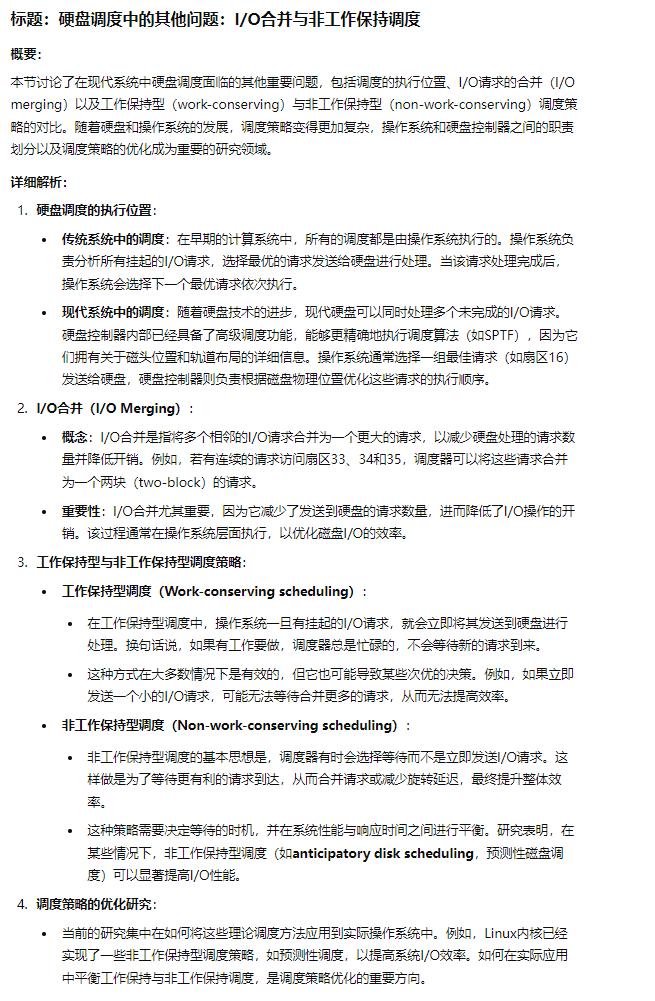 标题：硬盘调度中的其他问题：I/O合并与非工作保持调度
概要：
本节讨论了在现代系统中硬盘调度面临的其他重要问题，包括调度的执行位置、I/O请求的合并（I/O
merging）以及工作保持型（work-conserving）与非工作保持型（non-work-conserving）调度策
略的对比。随着硬盘和操作系统的发展，调度策略变得更加复杂，操作系统和硬盘控制器之间的职责
划分以及调度策略的优化成为重要的研究领域。
详细解析：
1. 硬盘调度的执行位置：
• 传统系统中的调度：在早期的计算系统中，所有的调度都是由操作系统执行的。操作系统负
责分析所有挂起的I/O请求，选择最优的请求发送给硬盘进行处理。当该请求处理完成后，
操作系统会选择下一个最优请求依次执行。
• 现代系统中的调度：随着硬盘技术的进步，现代硬盘可以同时处理多个未完成的I/O请求。
硬盘控制器内部已经具备了高级调度功能，能够更精确地执行调度算法（如SPTF），因为它
们拥有关于磁头位置和轨道布局的详细信息。操作系统通常选择一组最佳请求（如扇区16）
发送给硬盘，硬盘控制器则负责根据磁盘物理位置优化这些请求的执行顺序。
2. I/O合并（I/O Merging）：
• 概念：I/O合并是指将多个相邻的I/O请求合并为一个更大的请求，以减少硬盘处理的请求数
量并降低开销。例如，若有连续的请求访问扇区33、34和35，调度器可以将这些请求合并
为一个两块（two-block）的请求。
• 重要性：I/O合并尤其重要，因为它减少了发送到硬盘的请求数量，进而降低了I/O操作的开
销。该过程通常在操作系统层面执行，以优化磁盘I/O的效率。
3. 工作保持型与非工作保持型调度策略：
• 工作保持型调度（Work-conserving scheduling）：
• 在工作保持型调度中，操作系统一旦有挂起的I/O请求，就会立即将其发送到硬盘进行
处理。换句话说，如果有工作要做，调度器总是忙碌的，不会等待新的请求到来。
• 这种方式在大多数情况下是有效的，但它也可能导致某些次优的决策。例如，如果立即
发送一个小的I/O请求，可能无法等待合并更多的请求，从而无法提高效率。
• 非工作保持型调度（Non-work-conserving scheduling）：
• 非工作保持型调度的基本思想是，调度器有时会选择等待而不是立即发送I/O请求。这
样做是为了等待更有利的请求到达，从而合并请求或减少旋转延迟，最终提升整体效
率。
• 这种策略需要决定等待的时机，并在系统性能与响应时间之间进行平衡。研究表明，在
某些情况下，非工作保持型调度（如anticipatory disk scheduling，预测性磁盘调
度）可以显著提高I/O性能。
4. 调度策略的优化研究：
• 当前的研究集中在如何将这些理论调度方法应用到实际操作系统中。例如，Linux内核已经
实现了一些非工作保持型调度策略，如预测性调度，以提高系统I/O效率。如何在实际应用
中平衡工作保持与非工作保持调度，是调度策略优化的重要方向。